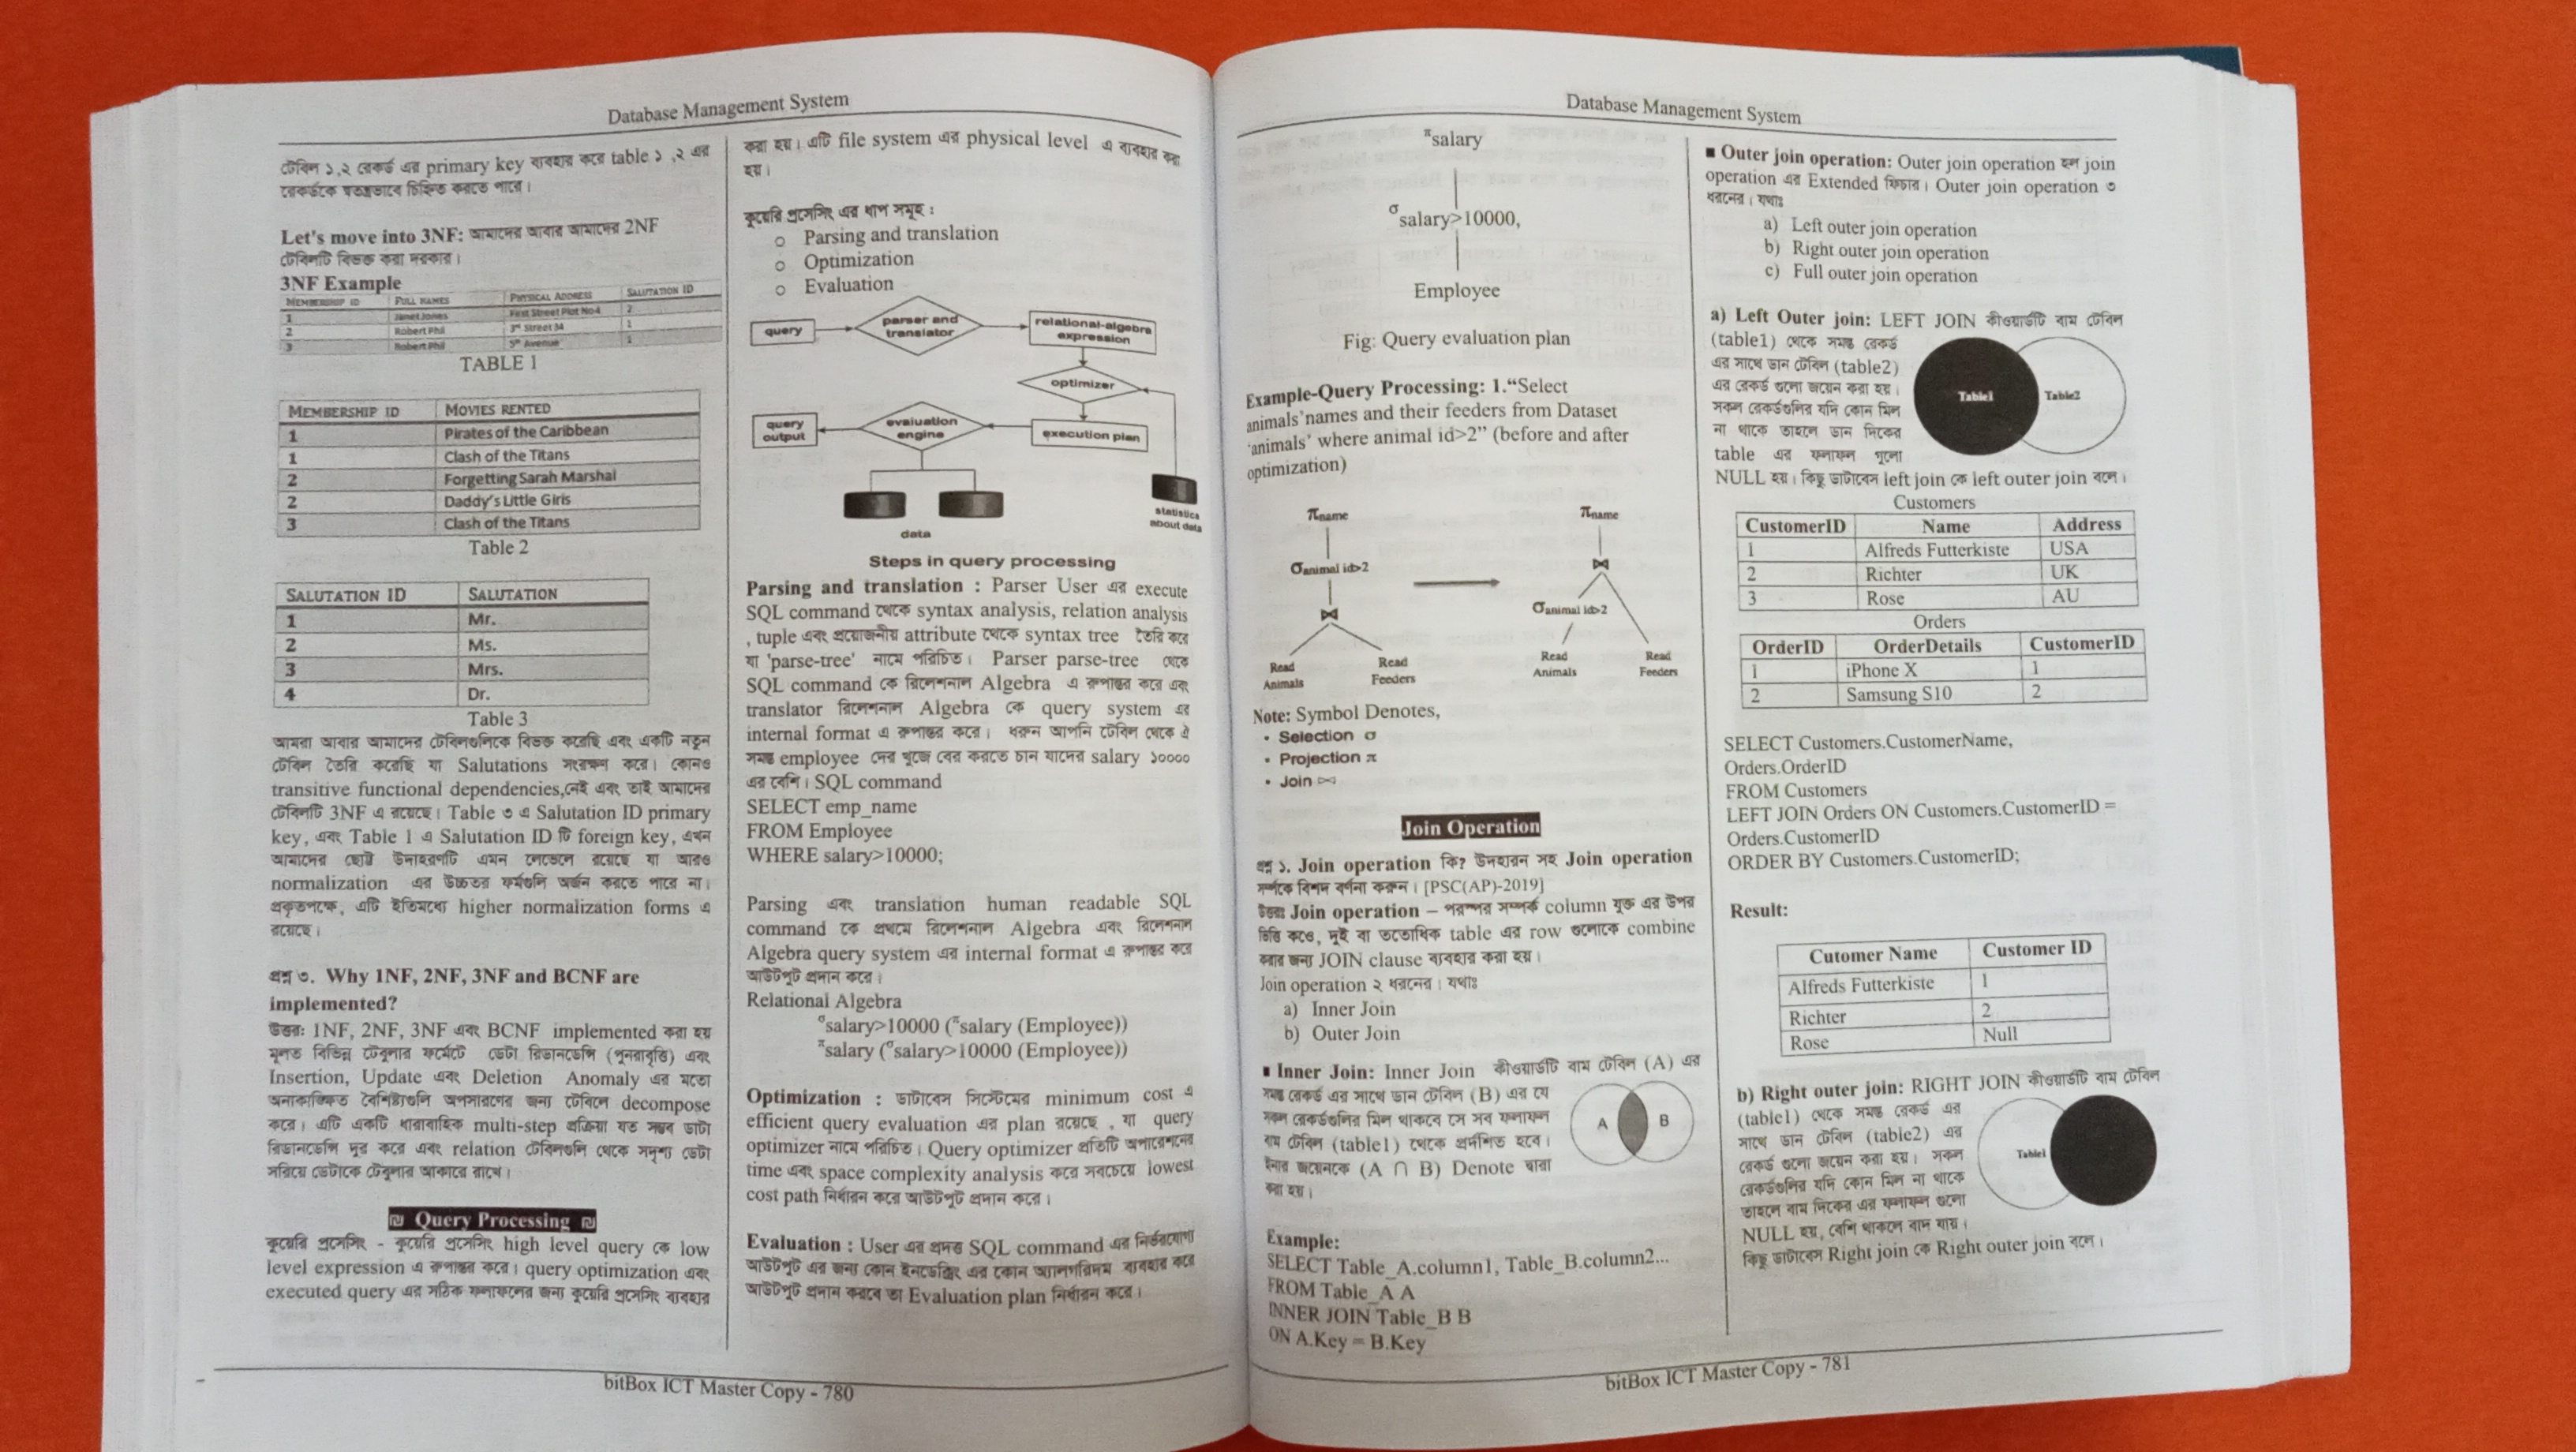 Database Management System
টেবিল ১,২ রেকর্ড এর primary key ব্যবহার করে table ১ ,২ এর
রেকর্ডকে স্বতন্ত্রভাবে চিহ্নিত করতে পারে।
Let's move into 3NF: আমাদের আবার আমাদের 2NF
টেবিলটি বিভক্ত করা দরকার।
3NF Example
MEMBERSHIP ID FULL NAMES PHYSICAL ADDRESS SALUTATION ID
1 Janet Jones First Street Plot No4 2
2 Robert Phil 3rd Street 34 1
3 Robert Phil 5th Avenue 1
TABLE 1
MEMBERSHIP ID MOVIES RENTED
1 Pirates of the Caribbean
1 Clash of the Titans
2 Forgetting Sarah Marshal
2 Daddy's Little Girls
3 Clash of the Titans
Table 2
SALUTATION ID SALUTATION
1 Mr.
2 Ms.
3 Mrs.
4 Dr.
Table 3
আমরা আবার আমাদের টেবিলগুলিকে বিভক্ত করেছি এবং একটি নতুন
টেবিল তৈরি করেছি যা Salutations সংরক্ষণ করে। কোনও
transitive functional dependencies,নেই এবং তাই আমাদের
টেবিলটি 3NF এ রয়েছে। Table ৩ এ Salutation ID primary
key, এবং Table 1 এ Salutation ID টি foreign key, এখন
আমাদের ছোট্ট উদাহরণটি এমন লেভেলে রয়েছে যা আরও
normalization এর উচ্চতর ফর্মগুলি অর্জন করতে পারে না।
প্রকৃতপক্ষে, এটি ইতিমধ্যে higher normalization forms এ
রয়েছে।
প্রশ্ন ৩. Why 1NF, 2NF, 3NF and BCNF are
implemented?
উত্তর: 1NF, 2NF, 3NF এবং BCNF implemented করা হয়
মূলত বিভিন্ন টেবুলার ফর্মেটে ডেটা রিডানডেন্সি (পুনরাবৃত্তি) এবং
Insertion, Update এবং Deletion Anomaly এর মতো
অনাকাঙ্ক্ষিত বৈশিষ্ট্যগুলি অপসারণের জন্য টেবিলে decompose
করে। এটি একটি ধারাবাহিক multi-step প্রক্রিয়া যত সম্ভব ডাটা
রিডানডেন্সি দূর করে এবং relation টেবিলগুলি থেকে সদৃশ্য ডেটা
সরিয়ে ডেটাকে টেবুলার আকারে রাখে।
Query Processing
কুয়েরি প্রসেসিং - কুয়েরি প্রসেসিং high level query কে low
level expression এ রুপান্তর করে। query optimization এবং
executed query এর সঠিক ফলাফলের জন্য কুয়েরি প্রসেসিং ব্যবহার
করা হয়। এটি file system এর physical level এ ব্যবহার করা
হয়।
কুয়েরি প্রসেসিং এর ধাপ সমূহ :
o Parsing and translation
o Optimization
o Evaluation
query
parser and
translator
relational-algebra
expression
optimizer
query
output
evaluation
engine
execution plan
data
statistics
about data
Steps in query processing
Parsing and translation : Parser User এর execute
SQL command থেকে syntax analysis, relation analysis
, tuple এবং প্রয়োজনীয় attribute থেকে syntax tree তৈরি করে
যা 'parse-tree' নামে পরিচিত। Parser parse-tree থেকে
SQL command কে রিলেশনাল Algebra এ রুপান্তর করে এবং
translator রিলেশনাল Algebra কে query system এর
internal format এ রুপান্তর করে। ধরুন আপনি টেবিল থেকে ঐ
সমস্ত employee দের খুজে বের করতে চান যাদের salary ১০০০০
এর বেশি। SQL command
SELECT emp_name
FROM Employee
WHERE salary>10000;
Parsing এবং translation human readable SQL
command কে প্রথমে রিলেশনাল Algebra এবং রিলেশনাল
Algebra query system এর internal format এ রুপান্তর করে
আউটপুট প্রদান করে।
Relational Algebra
σsalary>10000 (πsalary (Employee))
πsalary (σsalary>10000 (Employee))
Optimization : ডাটাবেস সিস্টেমের minimum cost এ
efficient query evaluation এর plan রয়েছে , যা query
optimizer নামে পরিচিত। Query optimizer প্রতিটি অপারেশনের
time এবং space complexity analysis করে সবচেয়ে lowest
cost path নির্ধারন করে আউটপুট প্রদান করে।
Evaluation : User এর প্রদত্ত SQL command এর নির্ভরযোগ্য
আউটপুট এর জন্য কোন ইনডেক্সিং এর কোন অ্যালগরিদম ব্যবহার করে
আউটপুট প্রদান করবে তা Evaluation plan নির্ধারন করে।
bitBox ICT Master Copy - 780
Database Management System
πsalary
σsalary>10000,
Employee
Fig: Query evaluation plan
Example-Query Processing: 1.“Select
animals'names and their feeders from Dataset
'animals' where animal id>2” (before and after
optimization)
πname
σanimal id>2
⋈
Read
Animals
Read
Feeders
πname
⋈
σanimal id>2
Read
Animals
Read
Feeders
Note: Symbol Denotes,
• Selection σ
• Projection π
• Join ⋈
Join Operation
প্রশ্ন ১. Join operation কি? উদহারন সহ Join operation
সর্ম্পকে বিশদ বর্ণনা করুন। [PSC(AP)-2019]
উত্তর: Join operation – পরস্পর সম্পর্ক column যুক্ত এর উপর
ভিত্তি করে, দুই বা ততোধিক table এর row গুলোকে combine
করার জন্য JOIN clause ব্যবহার করা হয়।
Join operation ২ ধরনের। যথাঃ
a) Inner Join
b) Outer Join
▪ Inner Join: Inner Join কীওয়ার্ডটি বাম টেবিল (A) এর
সমস্ত রেকর্ড এর সাথে ডান টেবিল (B) এর যে
সকল রেকর্ডগুলির মিল থাকবে সে সব ফলাফল
বাম টেবিল (table1) থেকে প্রর্দশিত হবে।
ইনার জয়েনকে (A ∩ B) Denote দ্বারা
করা হয়।
A B
Example:
SELECT Table_A.column1, Table_B.column2...
FROM Table_A A
INNER JOIN Table_B B
ON A.Key = B.Key
▪ Outer join operation: Outer join operation হল join
operation এর Extended ফিচার। Outer join operation ৩
ধরনের। যথাঃ
a) Left outer join operation
b) Right outer join operation
c) Full outer join operation
a) Left Outer join: LEFT JOIN কীওয়ার্ডটি বাম টেবিল
(table1) থেকে সমস্ত রেকর্ড
এর সাথে ডান টেবিল (table2)
এর রেকর্ড গুলো জয়েন করা হয়।
সকল রেকর্ডগুলির যদি কোন মিল
না থাকে তাহলে ডান দিকের
table এর ফলাফল গুলো
NULL হয়। কিছু ডাটাবেস left join কে left outer join বলে।
Table1 Table2
Customers
CustomerID Name Address
1 Alfreds Futterkiste USA
2 Richter UK
3 Rose AU
Orders
OrderID OrderDetails CustomerID
1 iPhone X 1
2 Samsung S10 2
SELECT Customers.CustomerName,
Orders.OrderID
FROM Customers
LEFT JOIN Orders ON Customers.CustomerID =
Orders.CustomerID
ORDER BY Customers.CustomerID;
Result:
Cutomer Name Customer ID
Alfreds Futterkiste 1
Richter 2
Rose Null
b) Right outer join: RIGHT JOIN কীওয়ার্ডটি বাম টেবিল
(table1) থেকে সমস্ত রেকর্ড এর
সাথে ডান টেবিল (table2) এর
রেকর্ড গুলো জয়েন করা হয়। সকল
রেকর্ডগুলির যদি কোন মিল না থাকে
তাহলে বাম দিকের এর ফলাফল গুলো
NULL হয়, বেশি থাকলে বাদ যায়।
কিছু ডাটাবেস Right join কে Right outer join বলে।
Table1
bitBox ICT Master Copy - 781